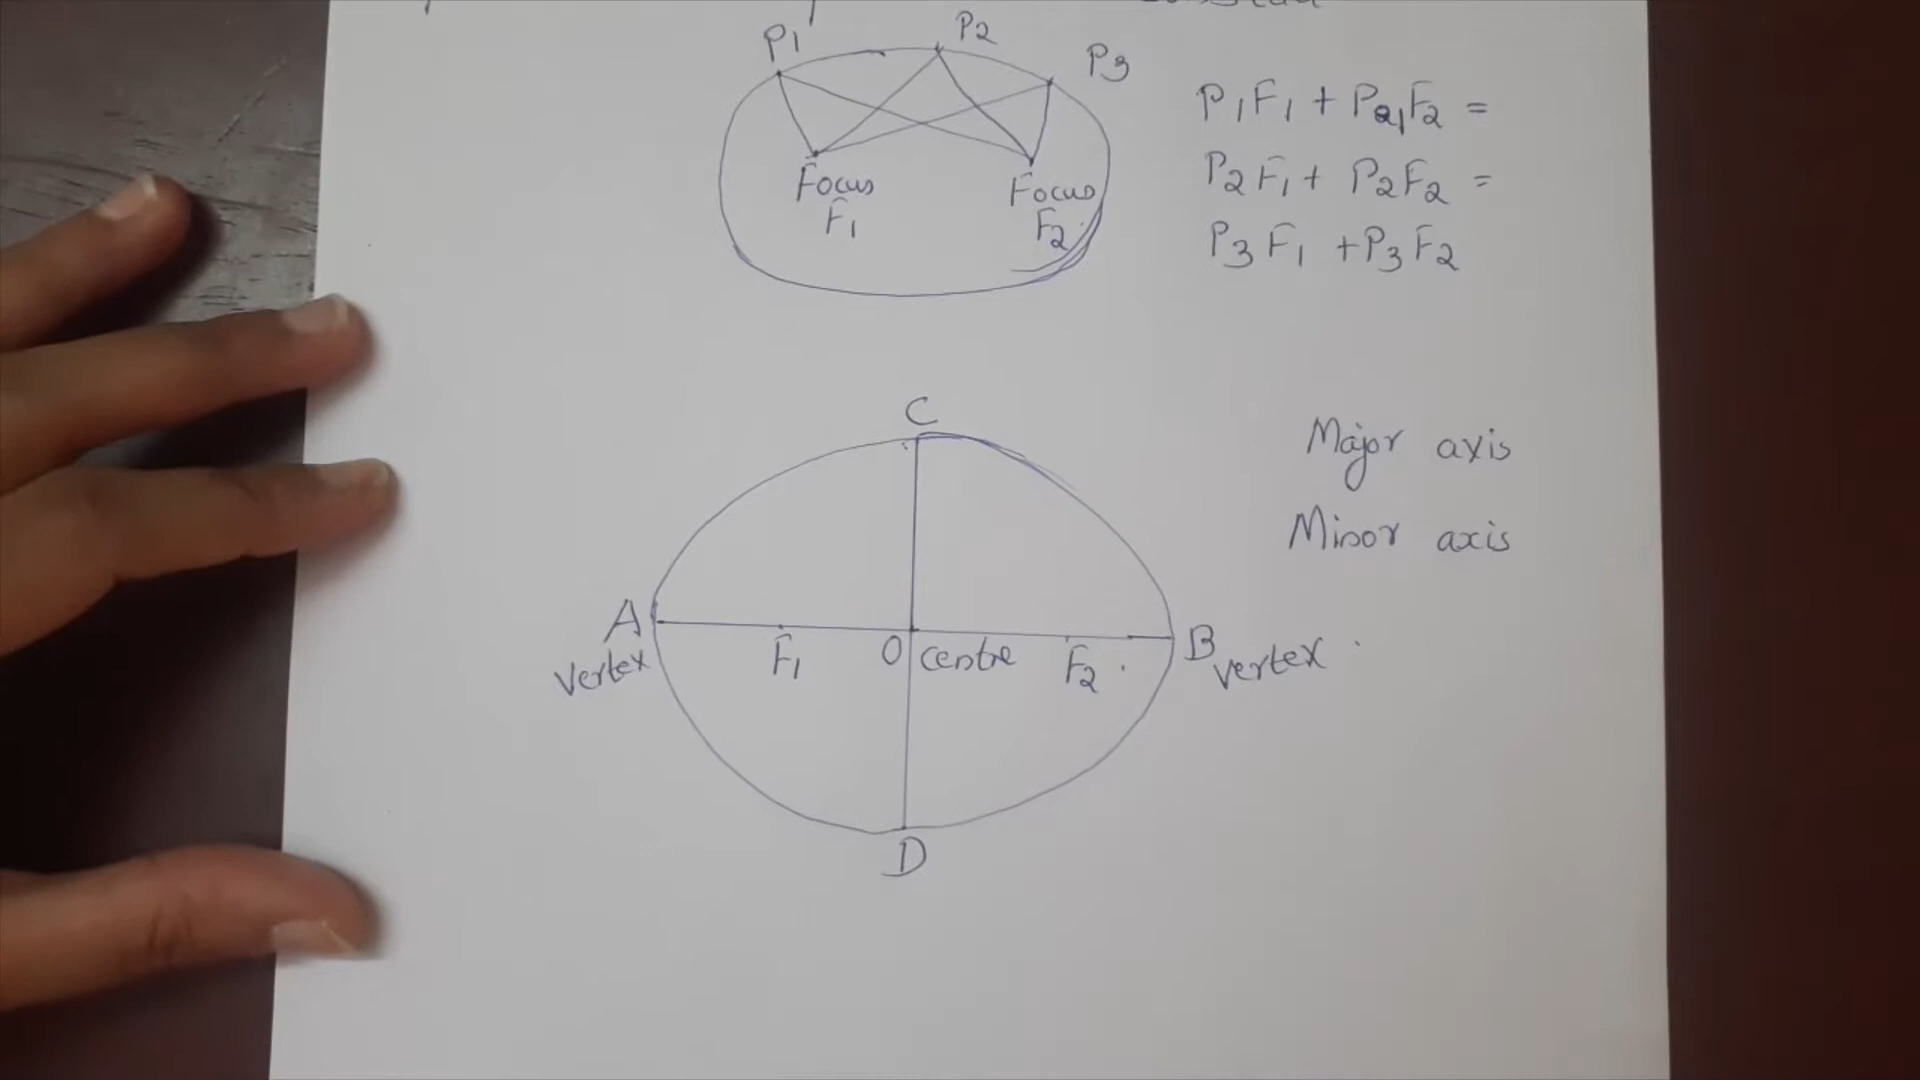 P1
P2
P3
Focus
F1
Focus
F2
P1F1 + P1F2 =
P2F1 + P2F2 =
P3F1 + P3F2
C
A
Vertex
F1
O centre
F2
B
vertex
D
Major axis
Minor axis